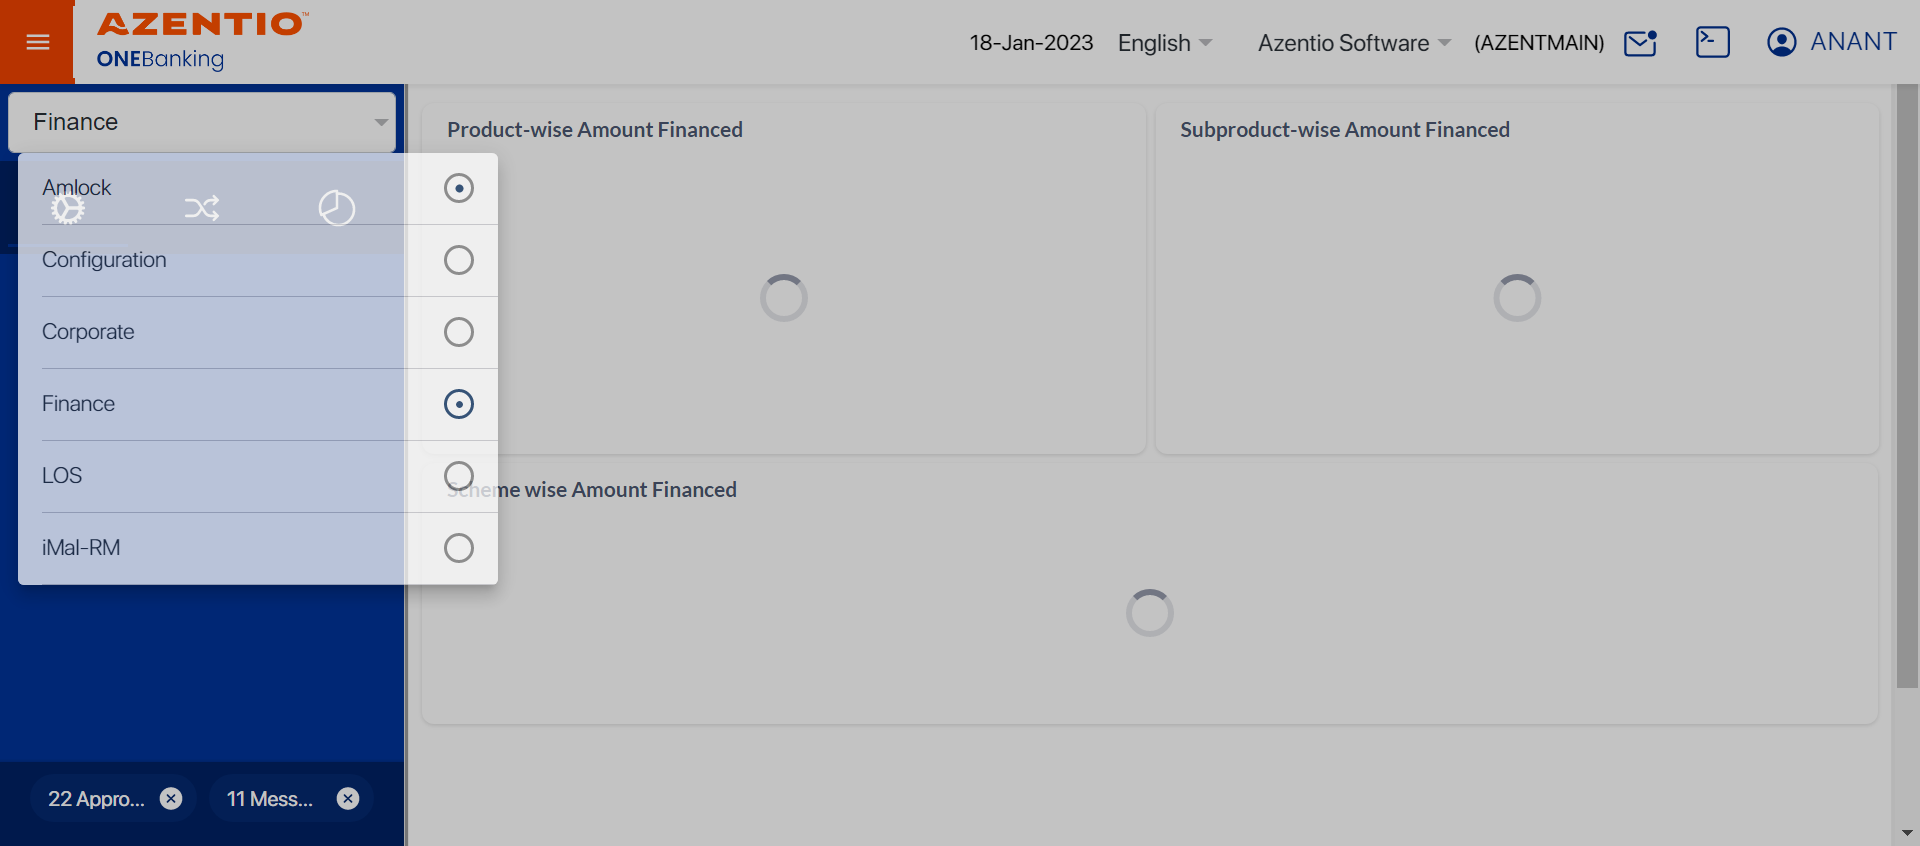 AZENTIO™
ONEBanking
18-Jan-2023
English
Azentio Software
(AZENTMAIN)
ANANT
Finance
Amlock
Configuration
Corporate
Finance
LOS
iMal-RM
Product-wise Amount Financed
Subproduct-wise Amount Financed
Scheme wise Amount Financed
22 Appro...
11 Mess...